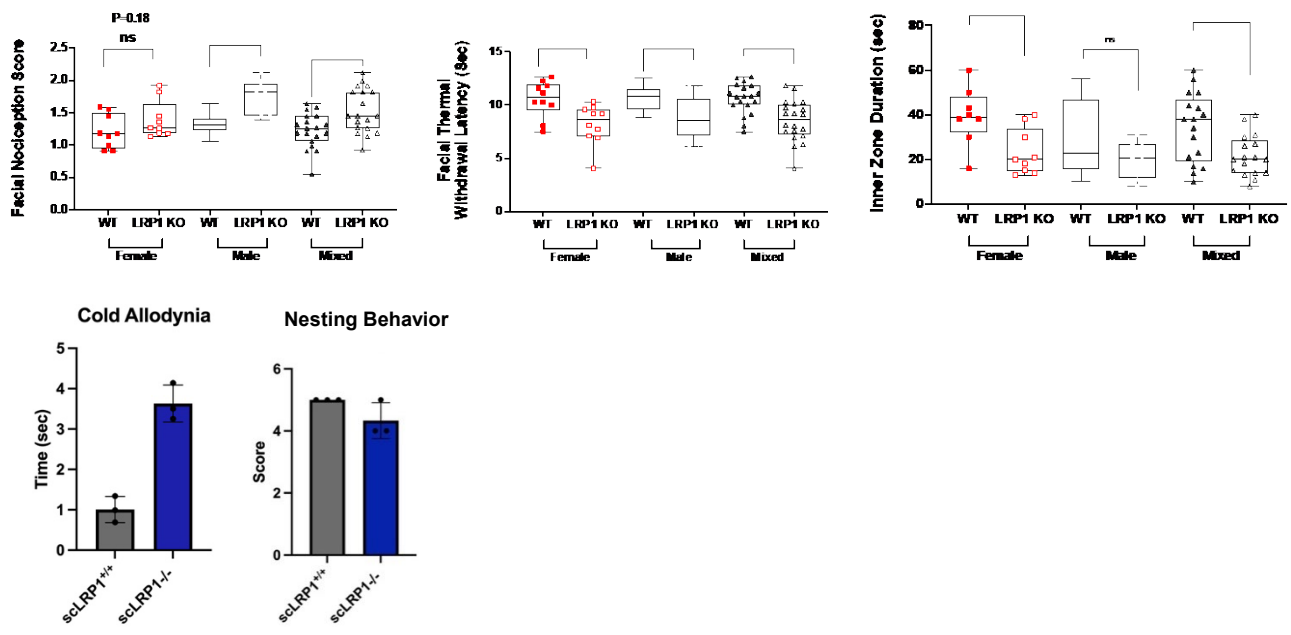 P=0.18
ns
Facial Nociception Score
2.5
2.0
1.5
1.0
0.5
0.0
WT LRP1 KO WT LRP1 KO WT LRP1 KO
Female Male Mixed
Facial Thermal
Withdrawal Latency (Sec)
15
10
5
0
WT LRP1 KO WT LRP1 KO WT LRP1 KO
Female Male Mixed
Inner Zone Duration (sec)
80
60
40
20
0
ns
WT LRP1 KO WT LRP1 KO WT LRP1 KO
Female Male Mixed
Cold Allodynia
Time (sec)
5
4
3
2
1
0
scLRP1+/+
scLRP1-/-
Nesting Behavior
Score
6
4
2
0
scLRP1+/+
scLRP1-/-